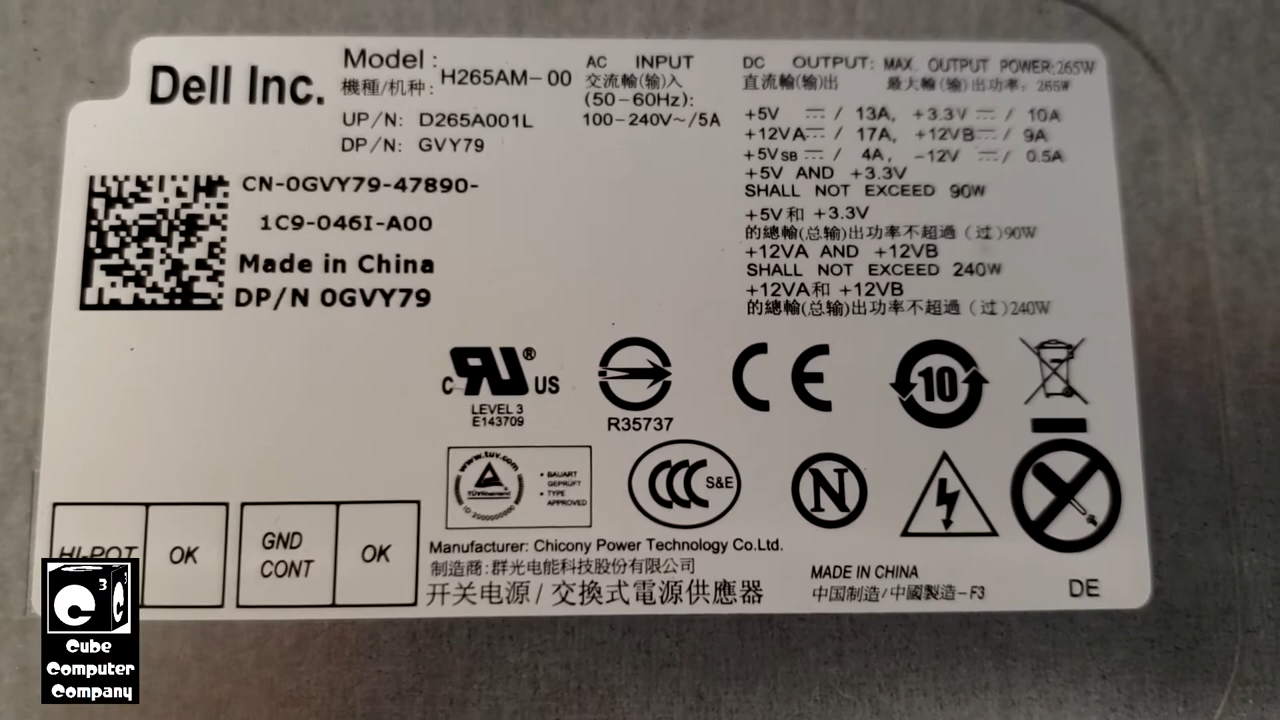 Dell Inc.
Model :
機種/机种: H265AM-00
UP/N: D265A001L
DP/N: GVY79
AC INPUT
交流輸(输)入
(50-60Hz):
100-240V~/5A
DC OUTPUT: MAX. OUTPUT POWER:265W
直流輸(输)出 最大輸(输)出功率: 265W
+5V ⎓ / 13A, +3.3V ⎓ / 10A
+12VA ⎓ / 17A, +12VB ⎓ / 9A
+5VSB ⎓ / 4A, -12V ⎓ / 0.5A
+5V AND +3.3V
SHALL NOT EXCEED 90W
+5V和 +3.3V
的總輸(总输)出功率不超過(过)90W
+12VA AND +12VB
SHALL NOT EXCEED 240W
+12VA和 +12VB
的總輸(总输)出功率不超過(过)240W
CN-0GVY79-47890-
1C9-046I-A00
Made in China
DP/N 0GVY79
C RU ® US
LEVEL 3
E143709
R35737
CE
10
www.tuv.com
TÜVRheinland
• BAUART
GEPRÜFT
• TYPE
APPROVED
CCC S&E
N
HI-POT OK
GND
CONT OK
Manufacturer: Chicony Power Technology Co.Ltd.
制造商:群光电能科技股份有限公司
开关电源/交換式電源供應器
MADE IN CHINA
中国制造/中國製造-F3
DE
C 3 C
Cube
Computer
Company